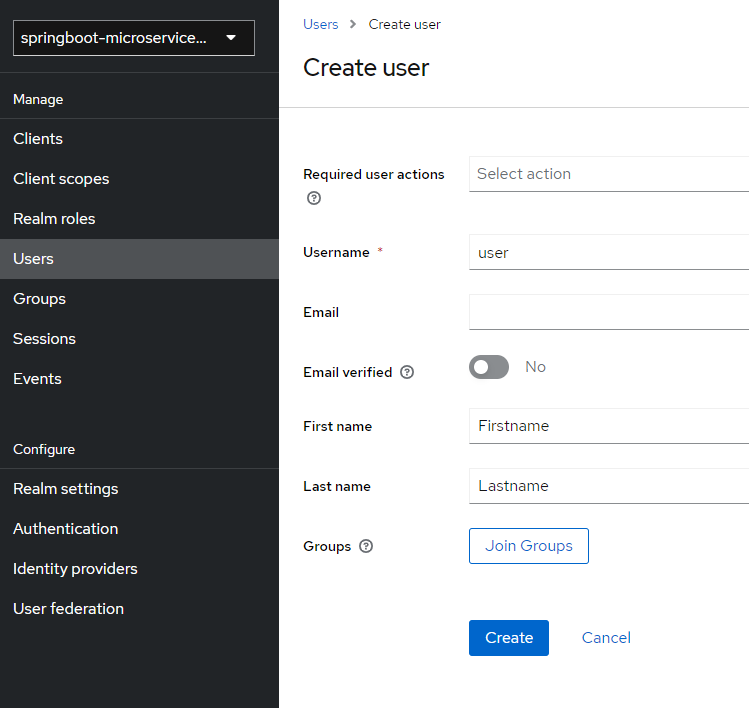 springboot-microservice...
Manage
Clients
Client scopes
Realm roles
Users
Groups
Sessions
Events
Configure
Realm settings
Authentication
Identity providers
User federation
Users > Create user
Create user
Required user actions
Select action
Username *
user
Email
Email verified
No
First name
Firstname
Last name
Lastname
Groups
Join Groups
Create
Cancel